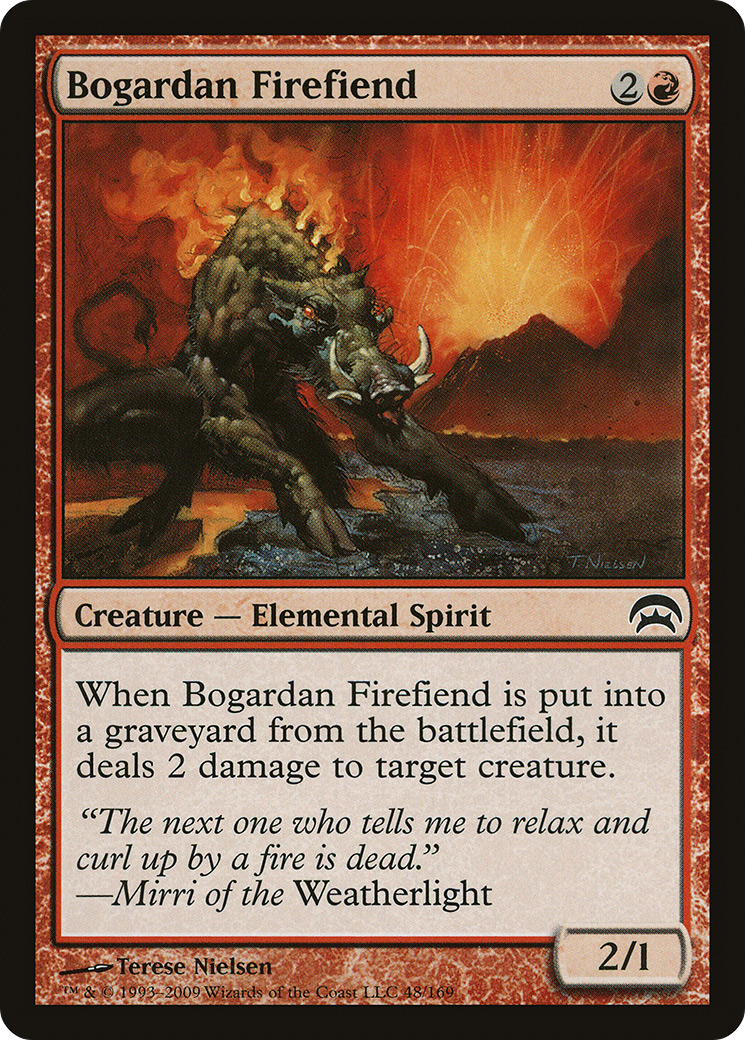 Bogardan Firefiend 2
T. NIELSEN
Creature — Elemental Spirit
When Bogardan Firefiend is put into
a graveyard from the battlefield, it
deals 2 damage to target creature.
“The next one who tells me to relax and
curl up by a fire is dead.”
—Mirri of the Weatherlight
2/1
Terese Nielsen
™ & © 1993–2009 Wizards of the Coast LLC 48/169